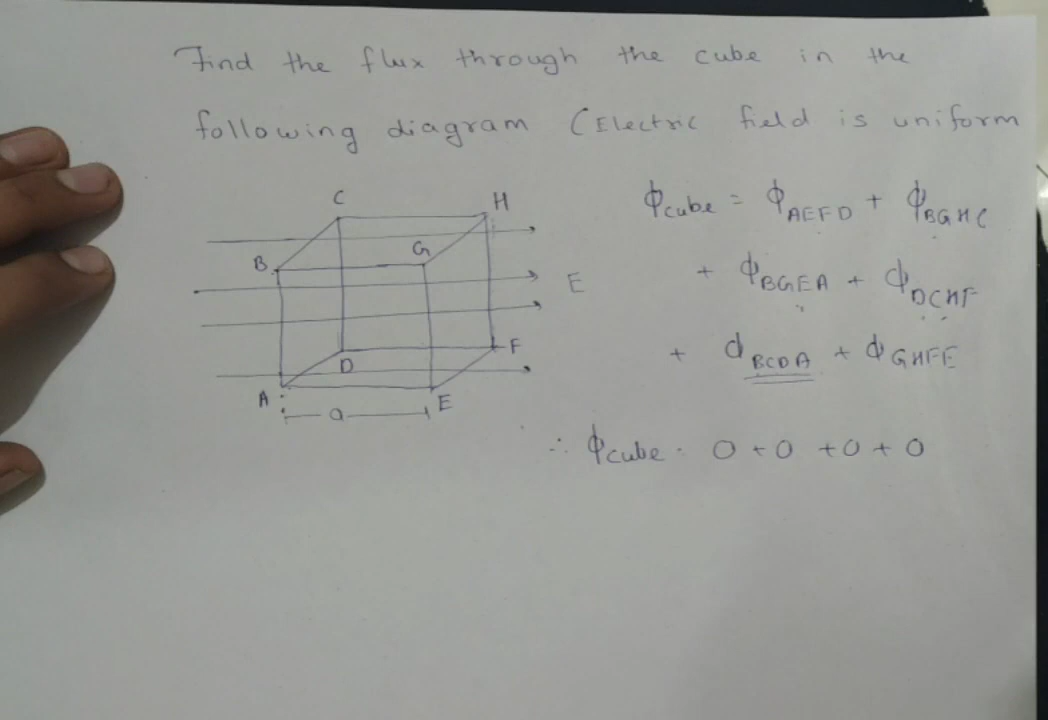 Find the flux through the cube in the
following diagram (Electric field is uniform
C
H
B
G
E
D
F
A
E
a
ϕcube = ϕAEFD + ϕBGHC
+ ϕBGEA + ϕDCHF
+ ϕBCDA + ϕGHFE
∴ ϕcube = 0 + 0 + 0 + 0